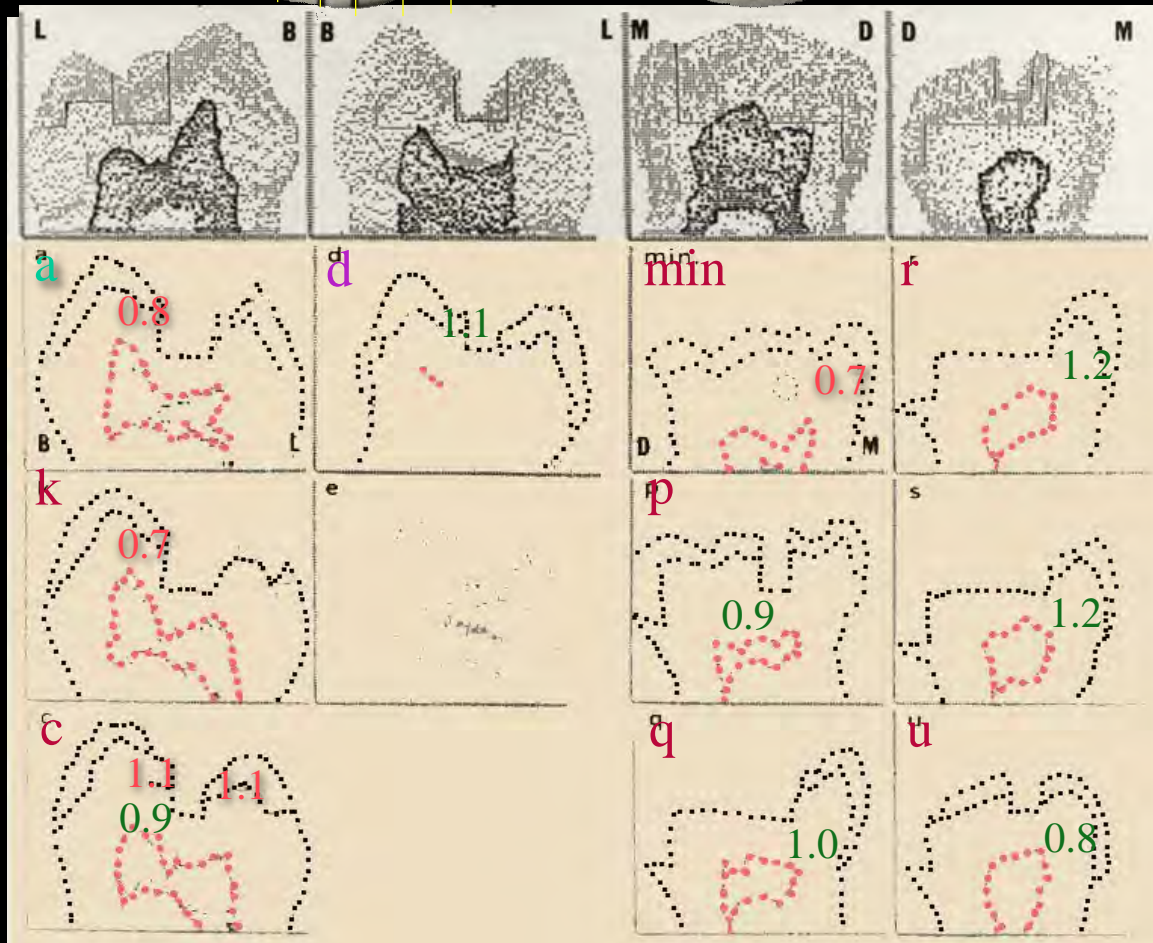 L B B L M D D M
a a d d min min r
0.8 1.1 0.7 1.2
B L D M
k e p p s
0.7 0.9 1.2
c c q q u u
1.1 1.1 0.9 1.0 0.8